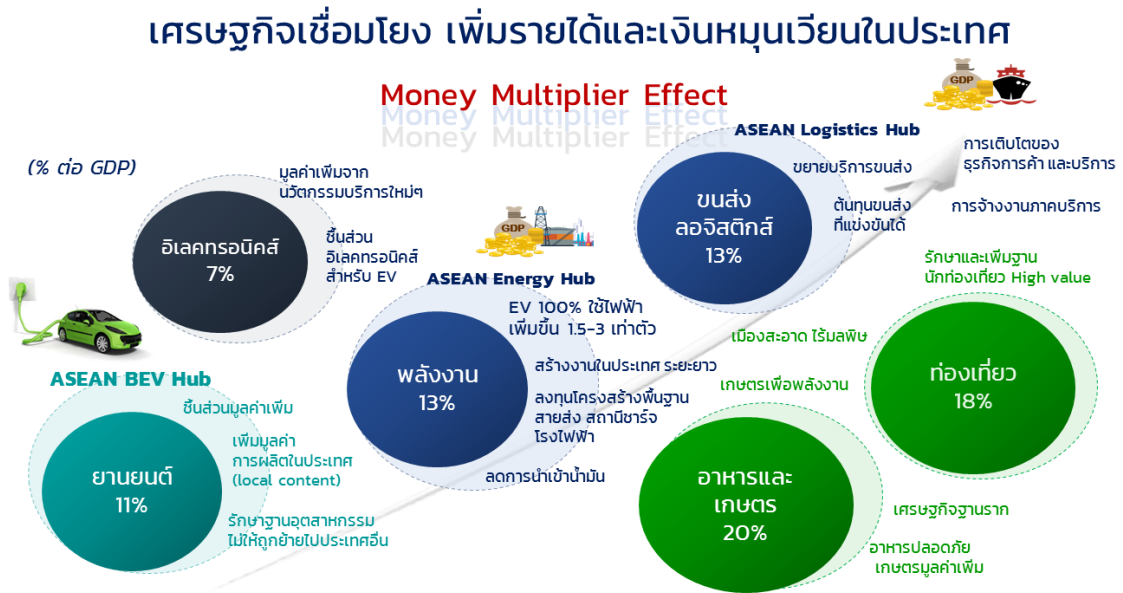 เศรษฐกิจเชื่อมโยง เพิ่มรายได้และเงินหมุนเวียนในประเทศ
Money Multiplier Effect
(% ต่อ GDP)
อิเลคทรอนิคส์
7%
มูลค่าเพิ่มจาก
นวัตกรรมบริการใหม่ๆ
ชิ้นส่วน
อิเลคทรอนิคส์
สำหรับ EV
ASEAN BEV Hub
ยานยนต์
11%
ชิ้นส่วนมูลค่าเพิ่ม
เพิ่มมูลค่า
การผลิตในประเทศ
(local content)
รักษาฐานอุตสาหกรรม
ไม่ให้ถูกย้ายไปประเทศอื่น
GDP
ASEAN Energy Hub
พลังงาน
13%
EV 100% ใช้ไฟฟ้า
เพิ่มขึ้น 1.5-3 เท่าตัว
สร้างงานในประเทศ ระยะยาว
ลงทุนโครงสร้างพื้นฐาน
สายส่ง สถานีชาร์จ
โรงไฟฟ้า
ลดการนำเข้าน้ำมัน
GDP
ASEAN Logistics Hub
ขนส่ง
ลอจิสติกส์
13%
ขยายบริการขนส่ง
ต้นทุนขนส่ง
ที่แข่งขันได้
การเติบโตของ
ธุรกิจการค้า และบริการ
การจ้างงานภาคบริการ
รักษาและเพิ่มฐาน
นักท่องเที่ยว High value
เมืองสะอาด ไร้มลพิษ
ท่องเที่ยว
18%
เกษตรเพื่อพลังงาน
อาหารและ
เกษตร
20%
เศรษฐกิจฐานราก
อาหารปลอดภัย
เกษตรมูลค่าเพิ่ม